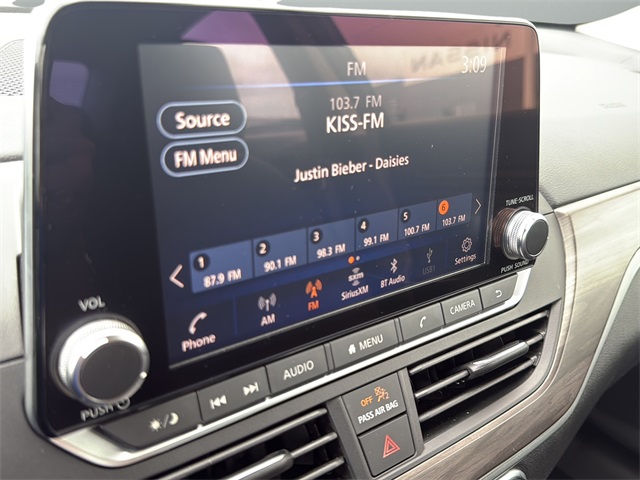 NISSAN
FM
3:09
Source
103.7 FM
KISS-FM
FM Menu
Justin Bieber - Daisies
1 2 3 4 5 6
87.9 FM 90.1 FM 98.3 FM 99.1 FM 100.7 FM 103.7 FM
Phone AM FM SXM SiriusXM BT Audio USB1 Settings
TUNE·SCROLL
PUSH SOUND
VOL
PUSH
AUDIO MENU CAMERA
OFF 2
PASS AIR BAG